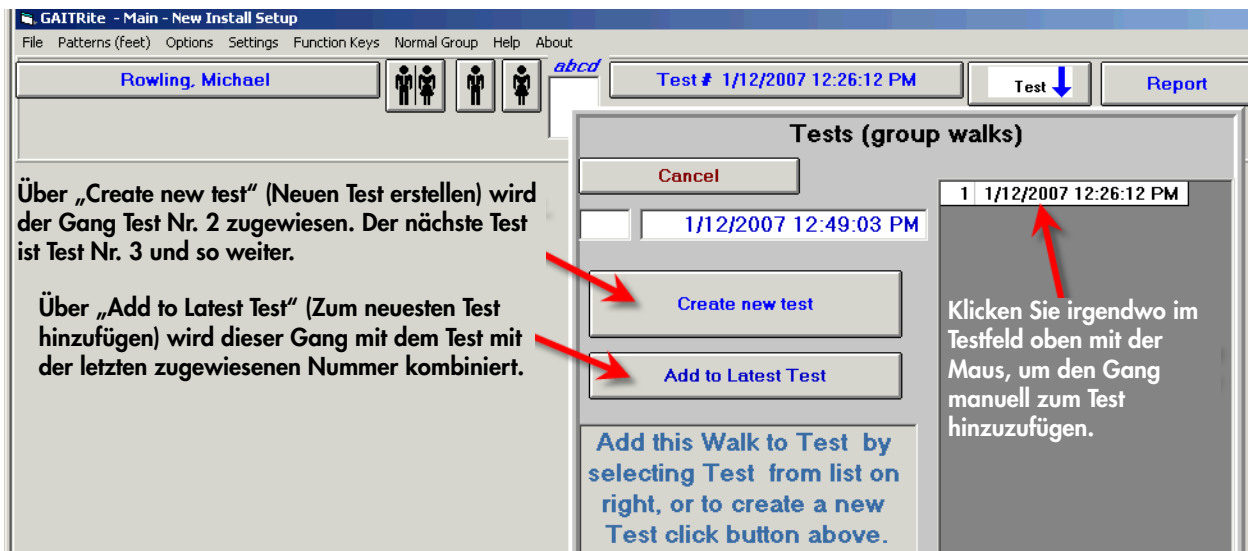 GAITRite - Main - New Install Setup
File Patterns (feet) Options Settings Function Keys Normal Group Help About
Rowling, Michael
abcd
Test # 1/12/2007 12:26:12 PM
Test
Report
Tests (group walks)
Cancel
1 1/12/2007 12:26:12 PM
1/12/2007 12:49:03 PM
Über „Create new test“ (Neuen Test erstellen) wird
der Gang Test Nr. 2 zugewiesen. Der nächste Test
ist Test Nr. 3 und so weiter.
Über „Add to Latest Test“ (Zum neuesten Test
hinzufügen) wird dieser Gang mit dem Test mit
der letzten zugewiesenen Nummer kombiniert.
Create new test
Add to Latest Test
Klicken Sie irgendwo im
Testfeld oben mit der
Maus, um den Gang
manuell zum Test
hinzuzufügen.
Add this Walk to Test by
selecting Test from list on
right, or to create a new
Test click button above.